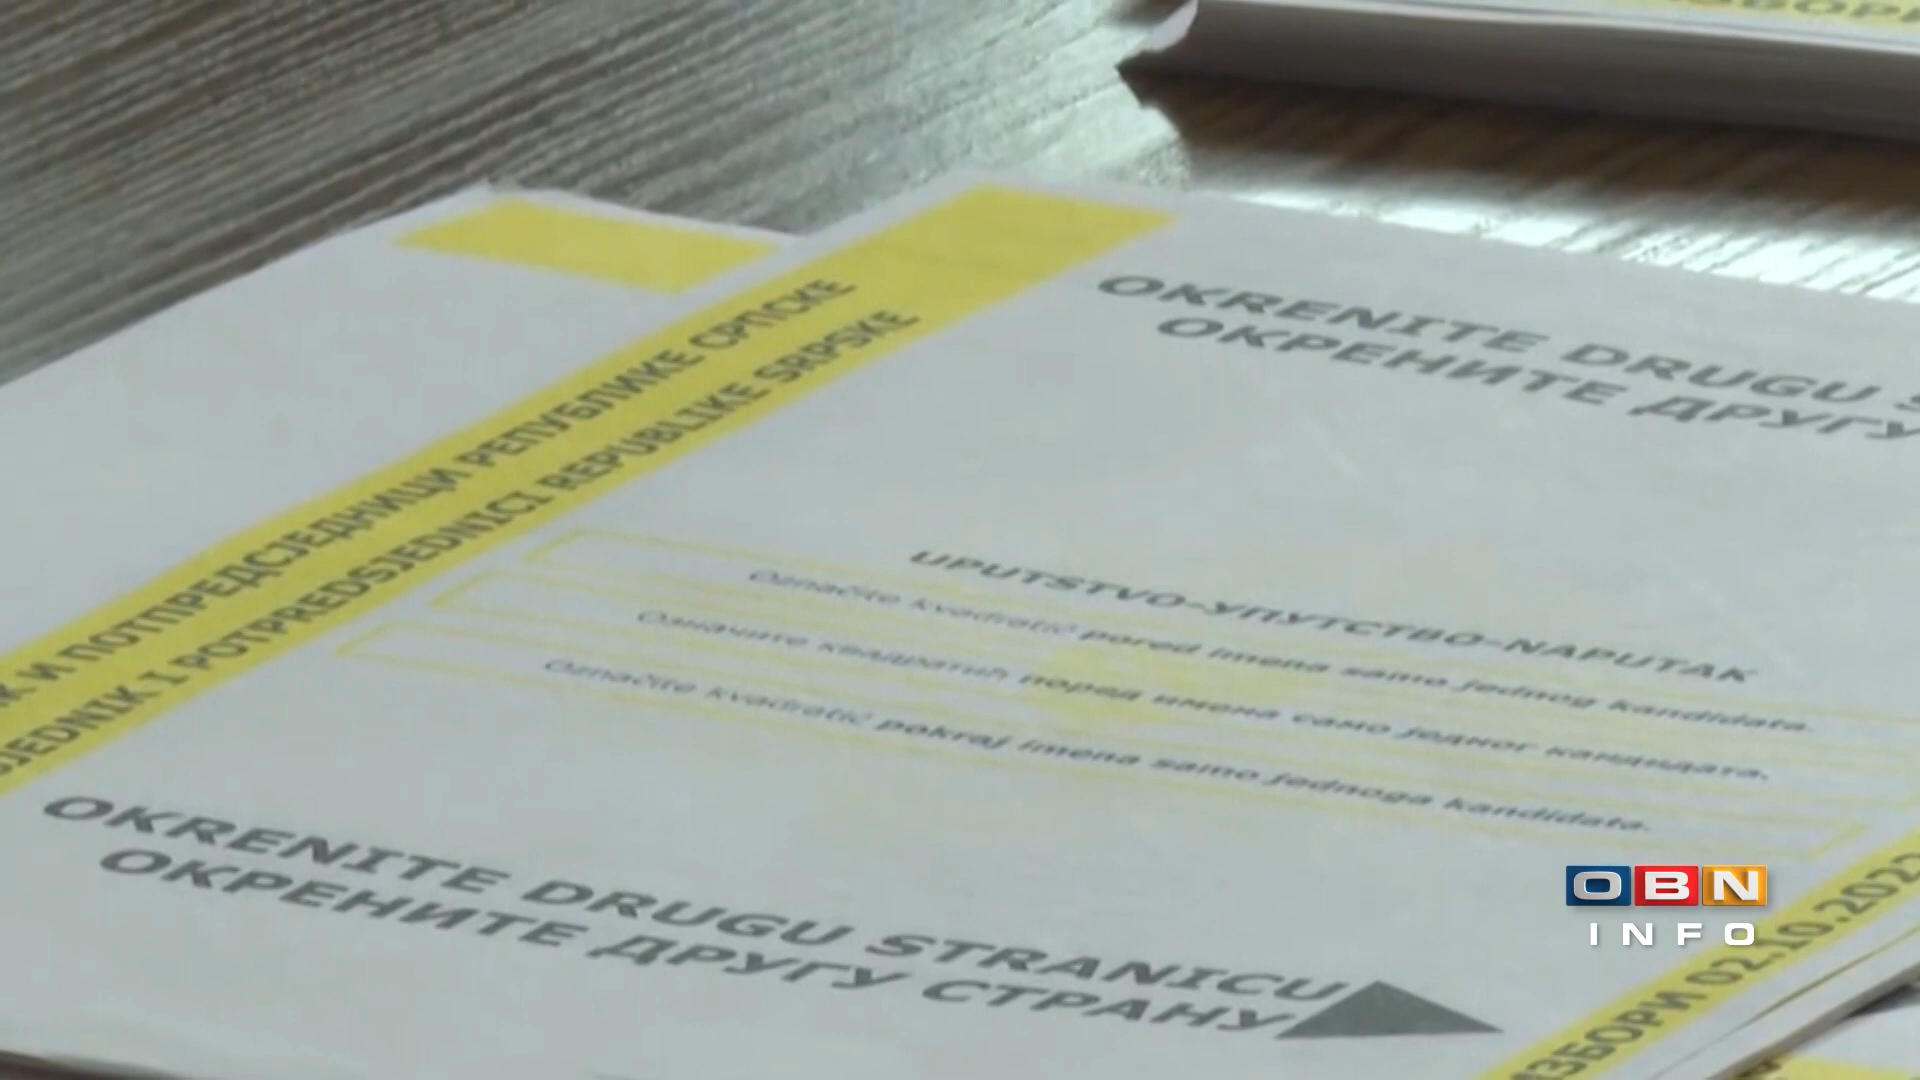 ИЗБОРИ
К И ПОТПРЕДСЈЕДНИЦИ РЕПУБЛИКЕ СРПСКЕ
SJEDNIK I POTPREDSJEDNICI REPUBLIKE SRPSKE
OKRENITE DRUGU S
ОКРЕНИТЕ ДРУГУ
UPUTSTVO-УПУТСТВО-NAPUTAK
Označite kvadratić pored imena samo jednog kandidata.
Означите квадратић поред имена само једног кандидата.
Označite kvadratić pokraj imena samo jednoga kandidata.
OKRENITE DRUGU STRANICU
ОКРЕНИТЕ ДРУГУ СТРАНУ
ИЗБОРИ 02.10.2022
OBN
INFO